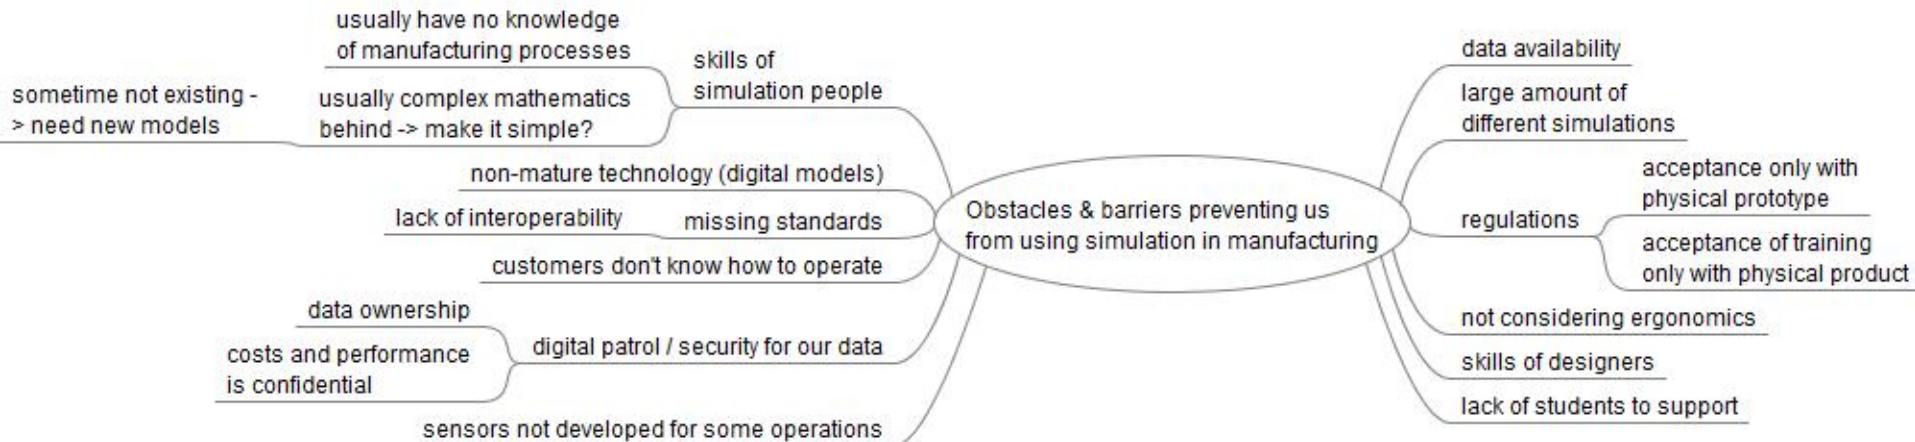 Obstacles & barriers preventing us
from using simulation in manufacturing
usually have no knowledge
of manufacturing processes
skills of
simulation people
sometime not existing -
> need new models
usually complex mathematics
behind -> make it simple?
non-mature technology (digital models)
lack of interoperability
missing standards
customers don't know how to operate
data ownership
costs and performance
is confidential
digital patrol / security for our data
sensors not developed for some operations
data availability
large amount of
different simulations
regulations
acceptance only with
physical prototype
acceptance of training
only with physical product
not considering ergonomics
skills of designers
lack of students to support